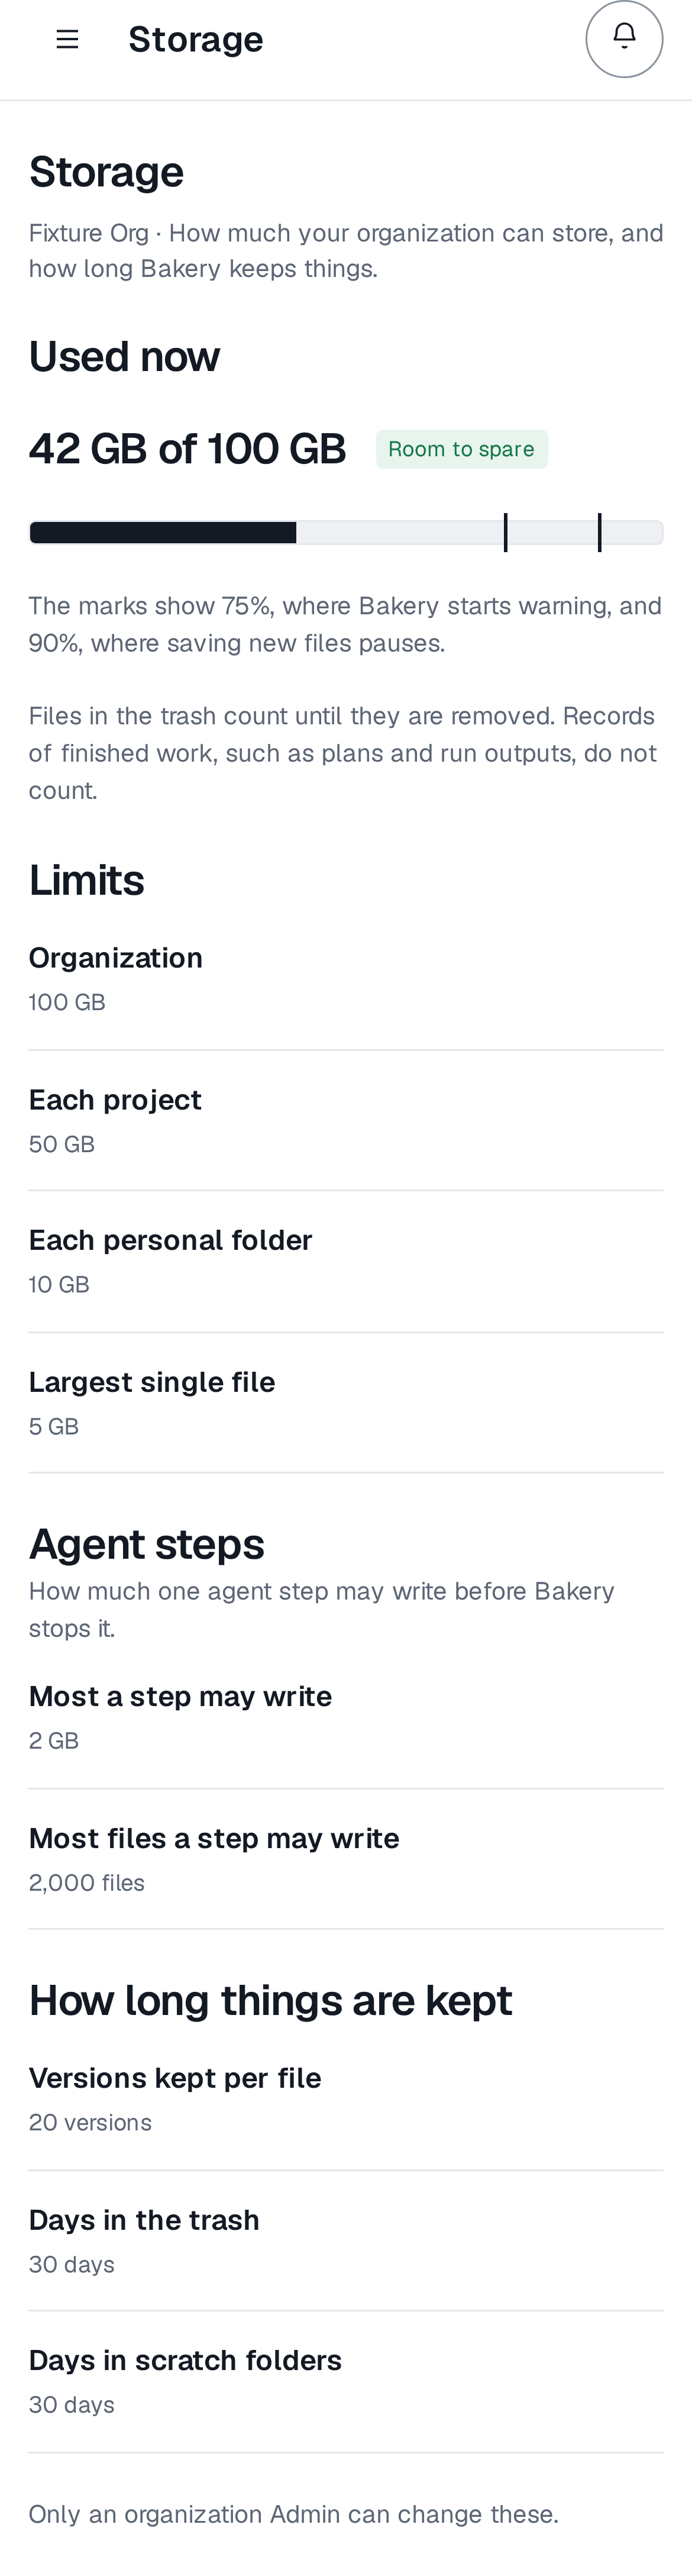 Storage
Storage
Fixture Org · How much your organization can store, and
how long Bakery keeps things.
Used now
42 GB of 100 GB
Room to spare
The marks show 75%, where Bakery starts warning, and
90%, where saving new files pauses.
Files in the trash count until they are removed. Records
of finished work, such as plans and run outputs, do not
count.
Limits
Organization
100 GB
Each project
50 GB
Each personal folder
10 GB
Largest single file
5 GB
Agent steps
How much one agent step may write before Bakery
stops it.
Most a step may write
2 GB
Most files a step may write
2,000 files
How long things are kept
Versions kept per file
20 versions
Days in the trash
30 days
Days in scratch folders
30 days
Only an organization Admin can change these.